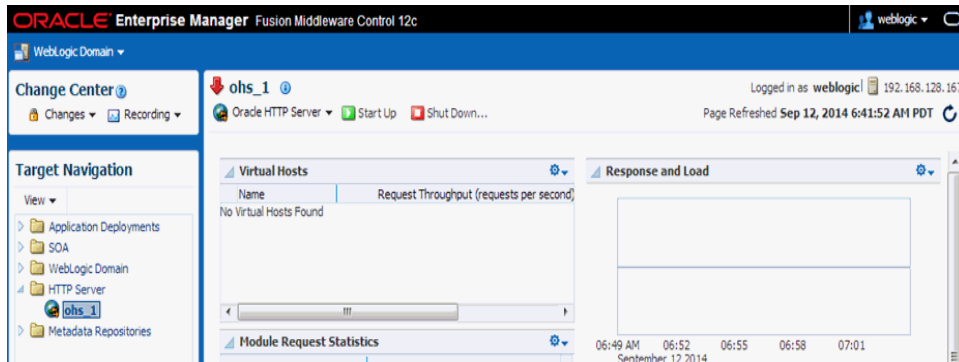 ORACLE Enterprise Manager Fusion Middleware Control 12c
weblogic
WebLogic Domain
Change Center
Changes Recording
ohs_1
Logged in as weblogic 192.168.128.167
Oracle HTTP Server Start Up Shut Down...
Page Refreshed Sep 12, 2014 6:41:52 AM PDT
Target Navigation
View
Application Deployments
SOA
WebLogic Domain
HTTP Server
ohs_1
Metadata Repositories
Virtual Hosts
Name Request Throughput (requests per second)
No Virtual Hosts Found
Module Request Statistics
Response and Load
06:49 AM 06:52 06:55 06:58 07:01
September 12 2014